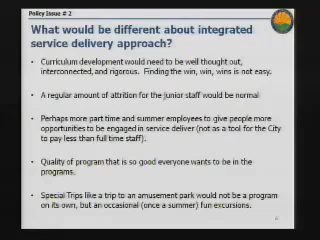 Policy Issue # 2
What would be different about integrated
service delivery approach?
• Curriculum development would need to be well thought out,
interconnected, and rigorous. Finding the win, win, wins is not easy.
• A regular amount of attrition for the junior staff would be normal
• Perhaps more part time and summer employees to give people more
opportunities to be engaged in service deliver (not as a tool for the City
to pay less than full time staff).
• Quality of program that is so good everyone wants to be in the
programs.
• Special Trips like a trip to an amusement park would not be a program
on its own, but an occasional (once a summer) fun excursions.